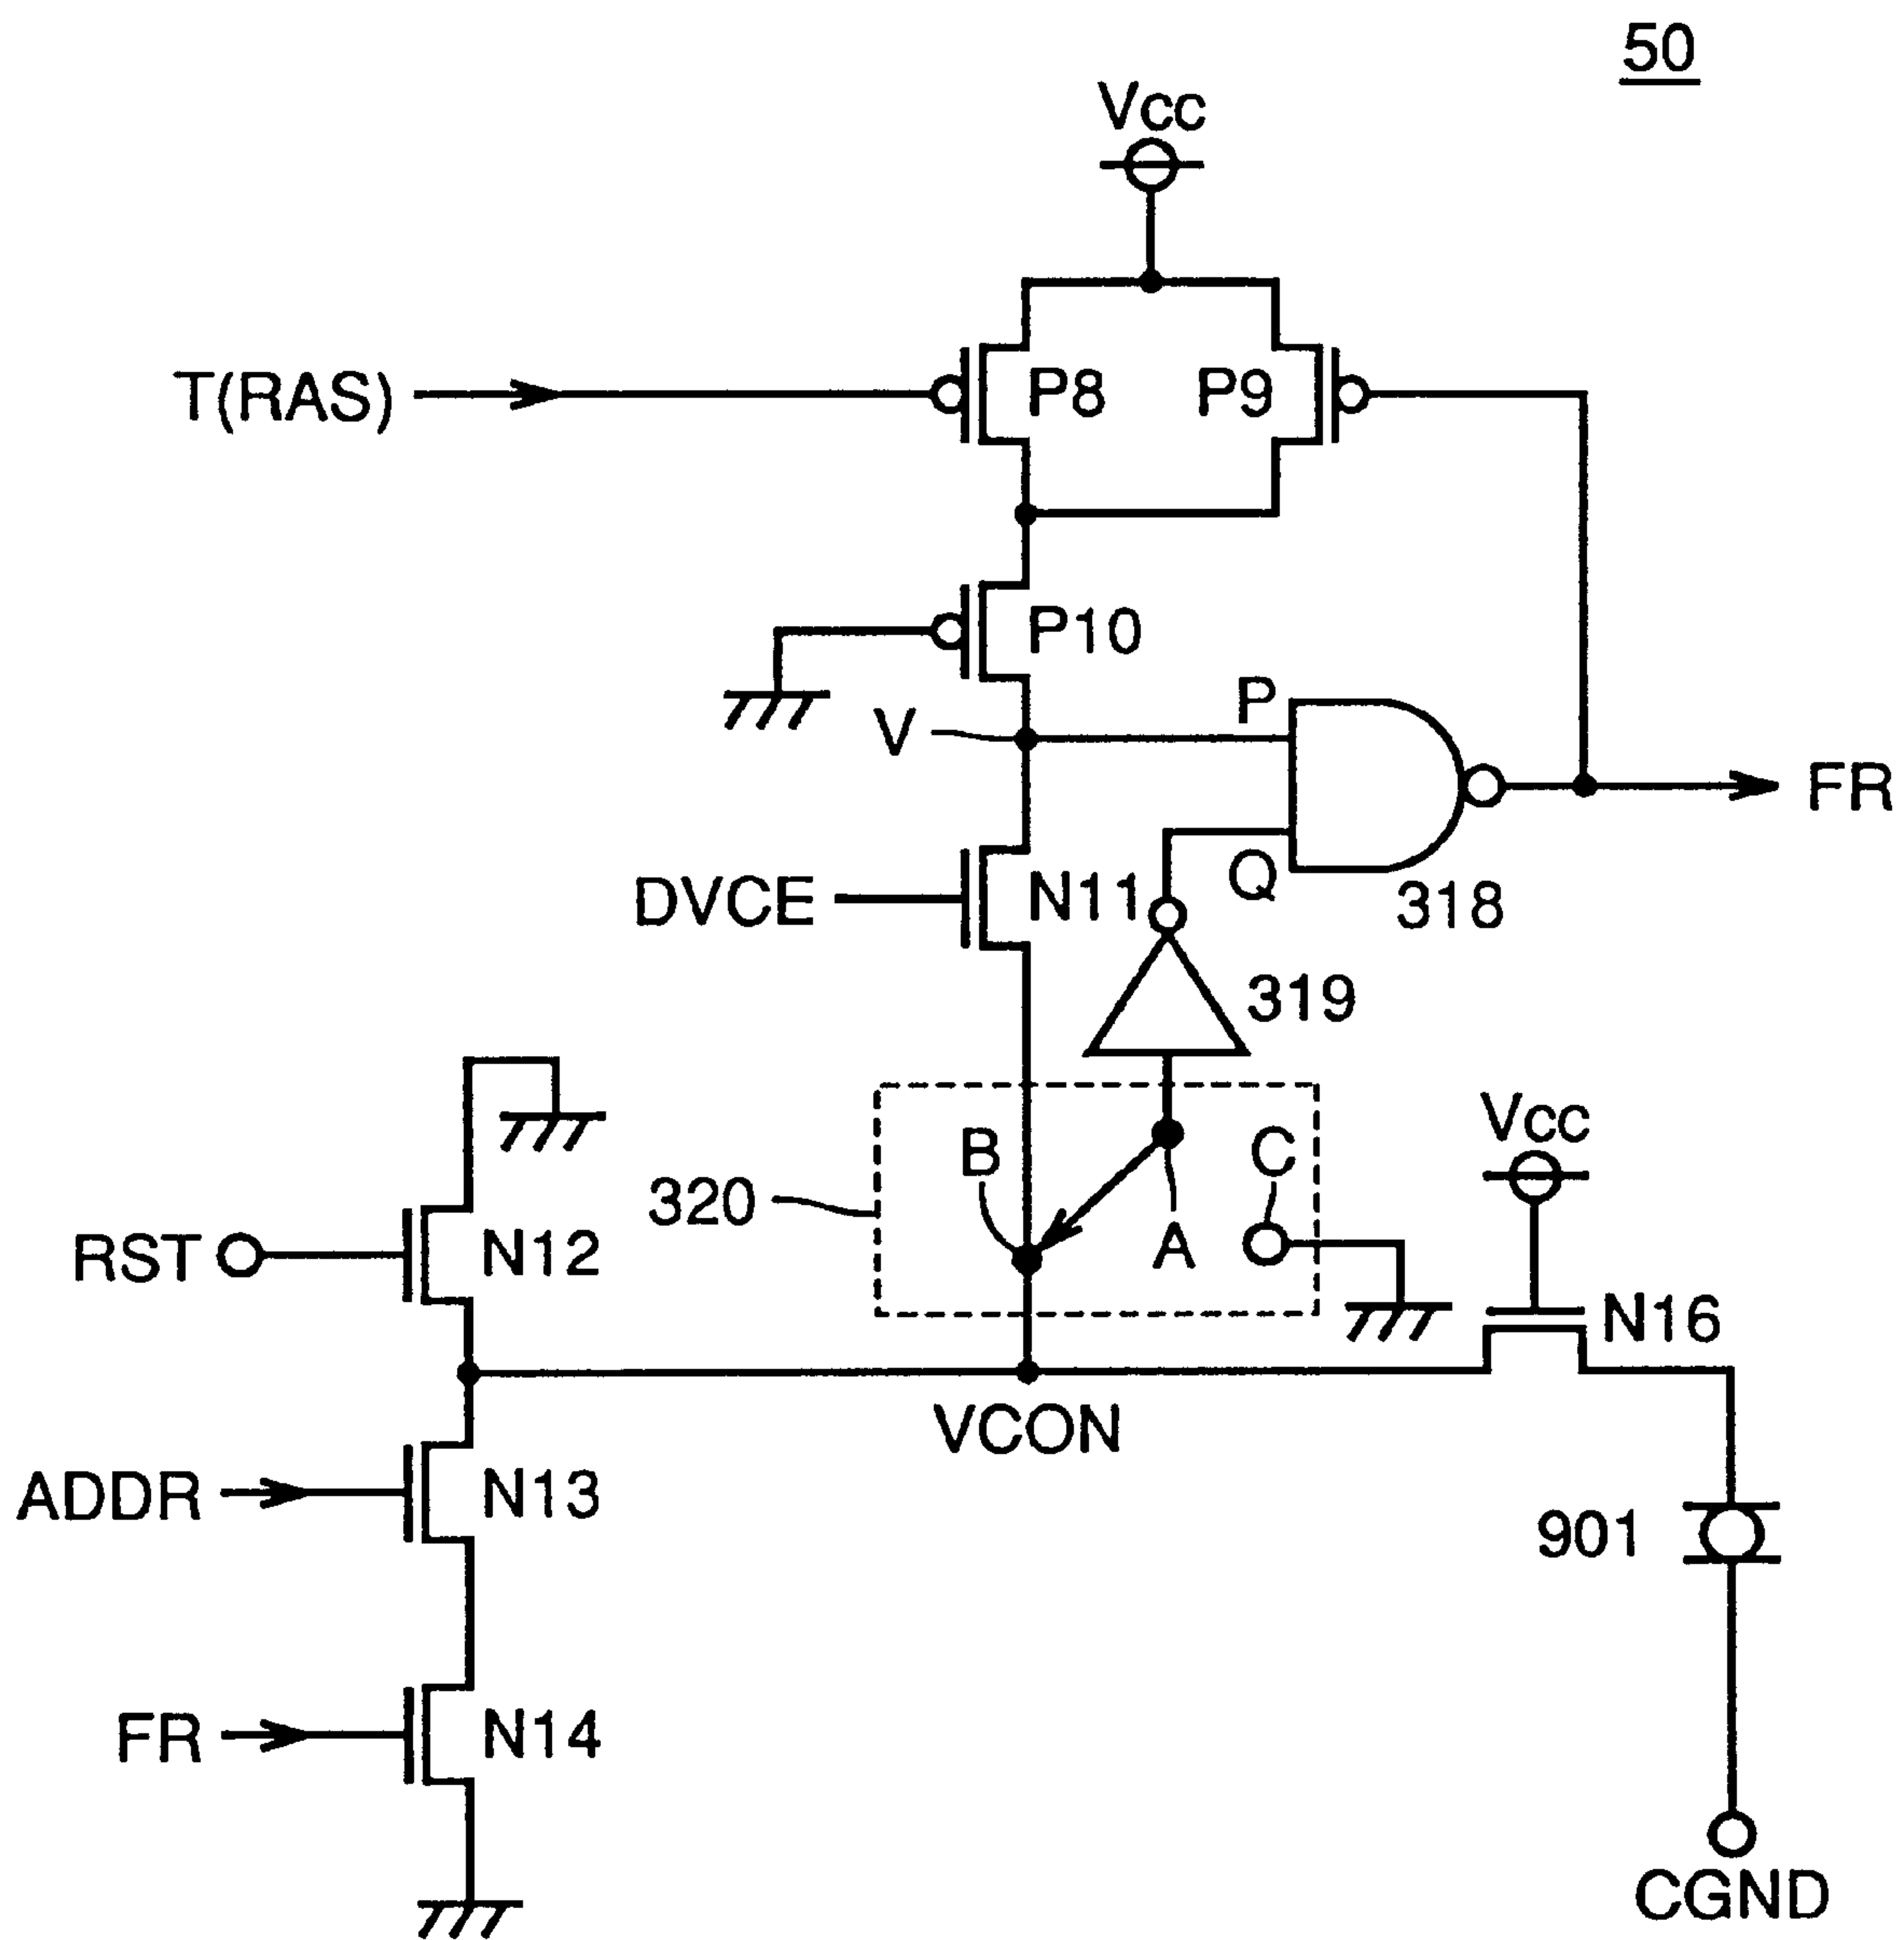 50
Vcc
T(RAS)
P8
P9
P10
V
P
FR
DVCE
N11
Q
318
319
B
C
Vcc
320
A
RST
N12
N16
VCON
ADDR
N13
901
FR
N14
CGND